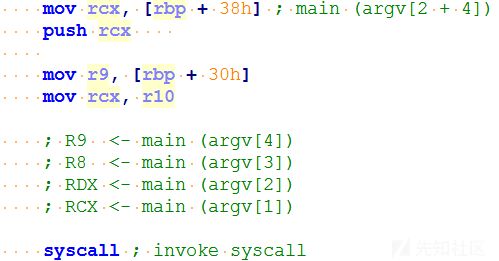 mov rcx, [rbp + 38h] ; main (argv[2 + 4])
push rcx
mov r9, [rbp + 30h]
mov rcx, r10
; R9 <- main (argv[4])
; R8 <- main (argv[3])
; RDX <- main (argv[2])
; RCX <- main (argv[1])
syscall ; invoke syscall
先知社区